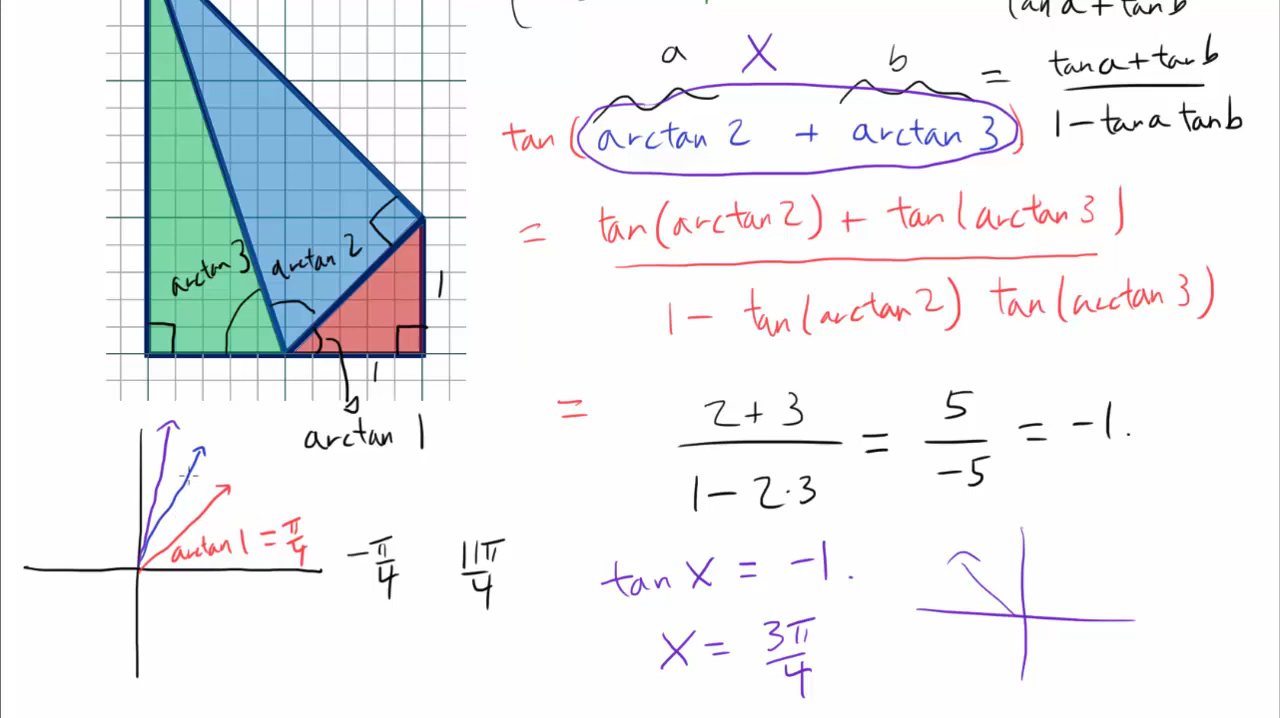 tan a + tan b
a X b
tan(arctan 2 + arctan 3) = tan a + tan b
1 - tan a tan b
= tan(arctan 2) + tan(arctan 3)
1 - tan(arctan 2) tan(arctan 3)
= 2 + 3 / 1 - 2·3 = 5 / -5 = -1.
tan X = -1.
X = 3π/4
arctan 3
arctan 2
1
1
arctan 1
arctan 1 = π/4
-π/4 11π/4